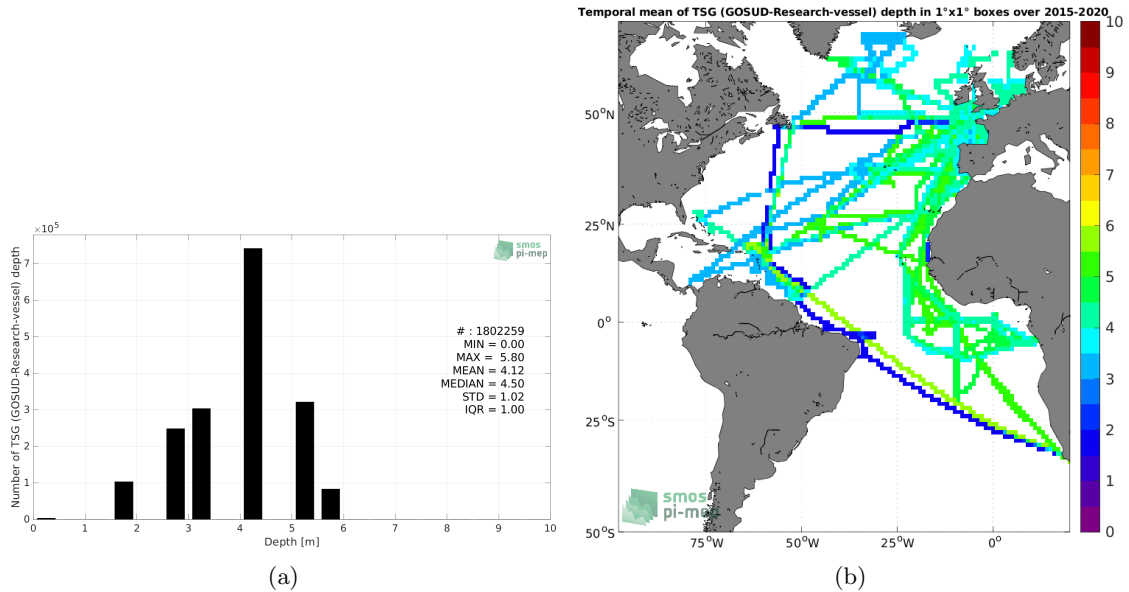 Temporal mean of TSG (GOSUD-Research-vessel) depth in 1°x1° boxes over 2015-2020
×10⁵
7
6
5
4
3
2
1
0
Number of TSG (GOSUD-Research-vessel) depth
smos
pi-mep
# : 1802259
MIN = 0.00
MAX = 5.80
MEAN = 4.12
MEDIAN = 4.50
STD = 1.02
IQR = 1.00
0 1 2 3 4 5 6 7 8 9 10
Depth [m]
(a)
50°N
25°N
0°
25°S
50°S
75°W 50°W 25°W 0°
smos
pi-mep
10
9
8
7
6
5
4
3
2
1
0
(b)